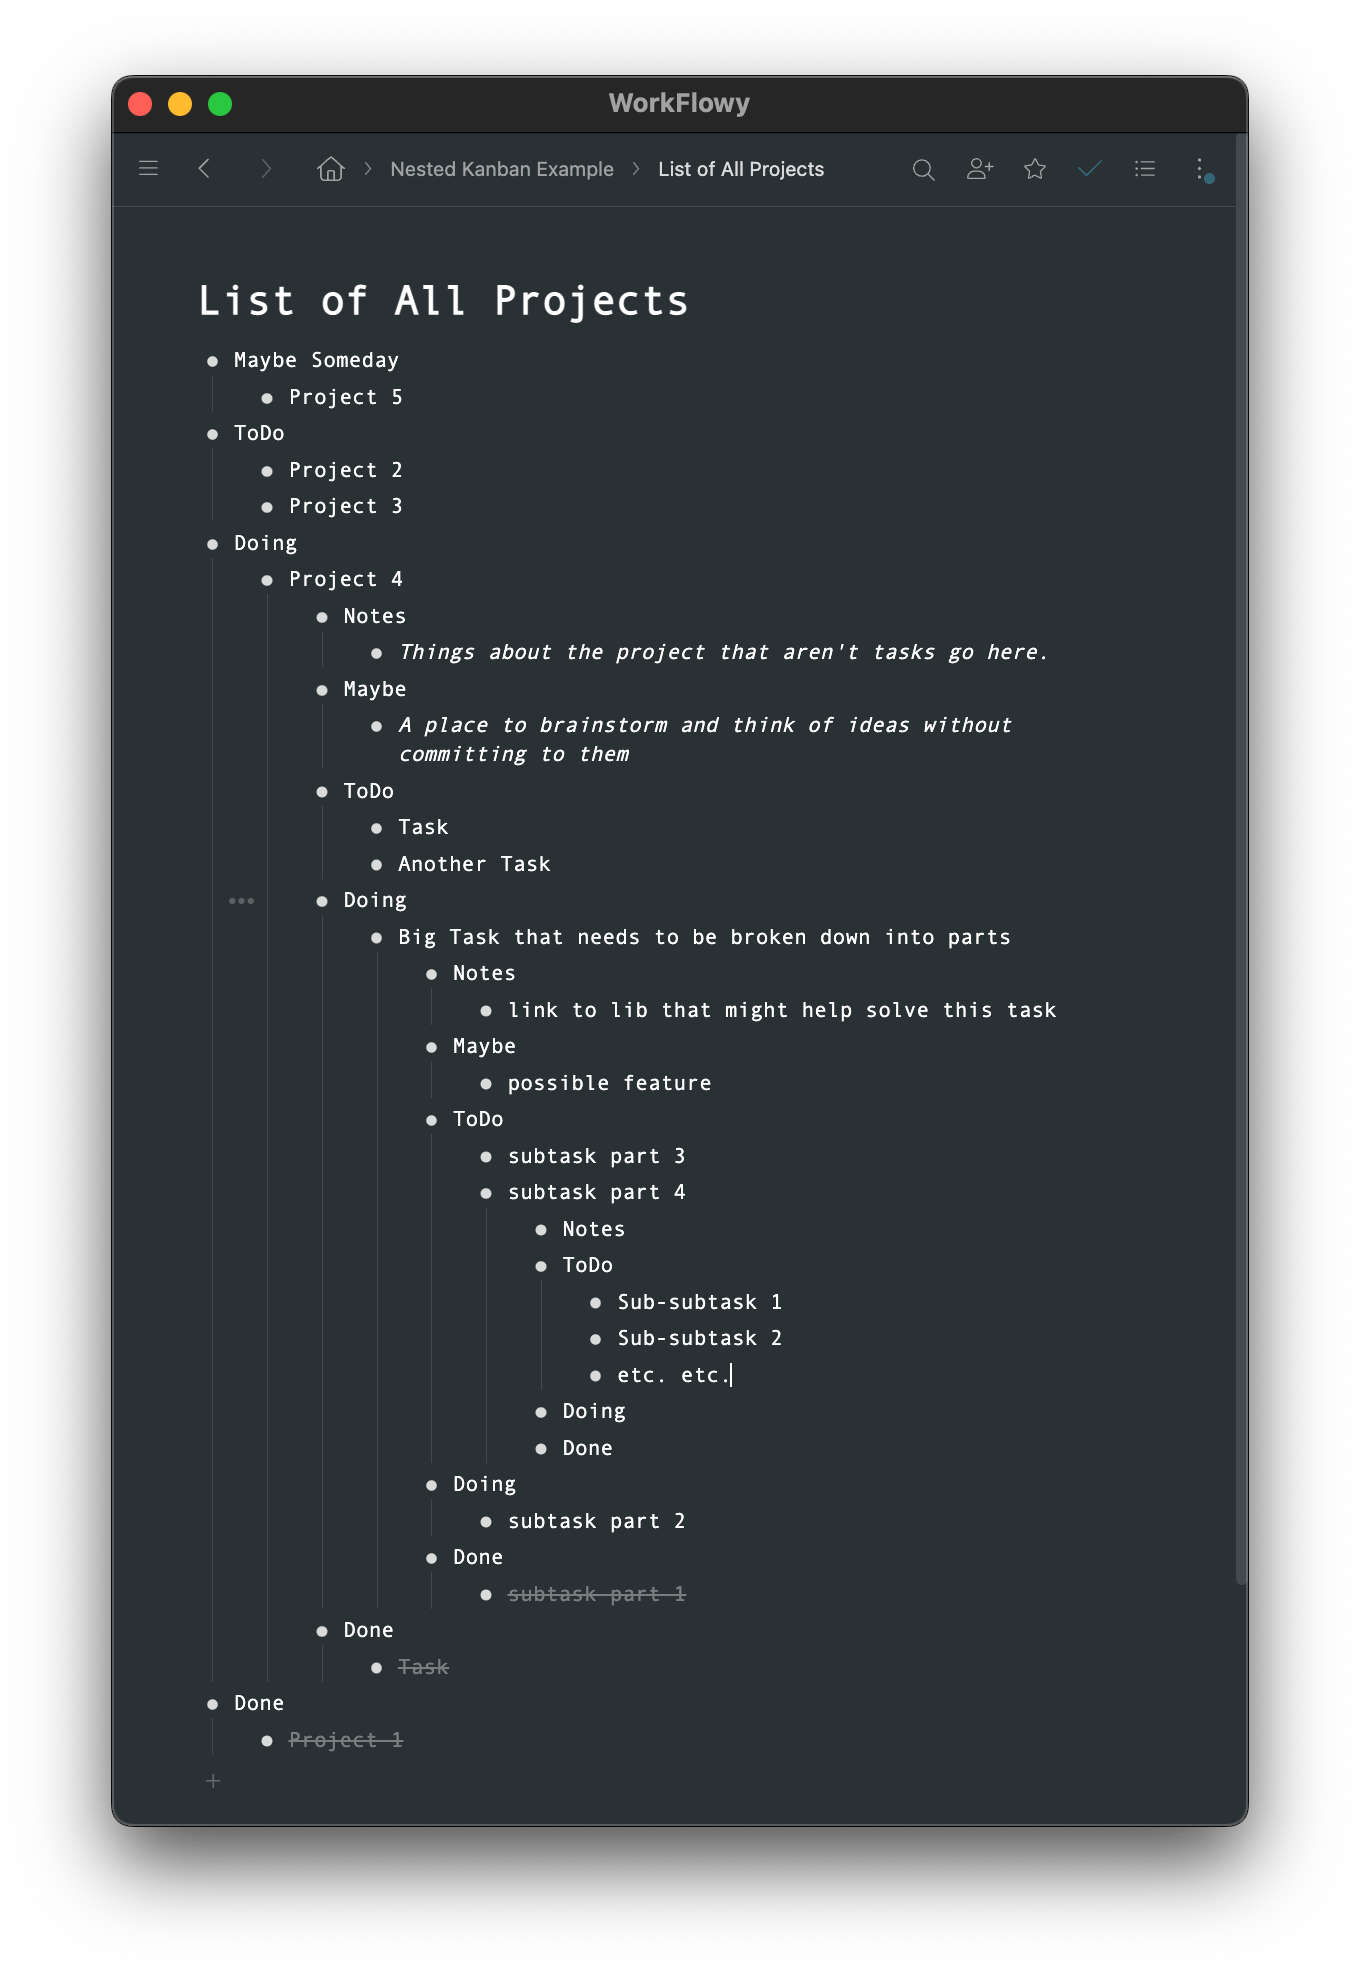 WorkFlowy
Nested Kanban Example
List of All Projects
List of All Projects
Maybe Someday
Project 5
ToDo
Project 2
Project 3
Doing
Project 4
Notes
Things about the project that aren't tasks go here.
Maybe
A place to brainstorm and think of ideas without
committing to them
ToDo
Task
Another Task
Doing
Big Task that needs to be broken down into parts
Notes
link to lib that might help solve this task
Maybe
possible feature
ToDo
subtask part 3
subtask part 4
Notes
ToDo
Sub-subtask 1
Sub-subtask 2
etc. etc.
Doing
Done
Doing
subtask part 2
Done
subtask part 1
Done
Task
Done
Project 1